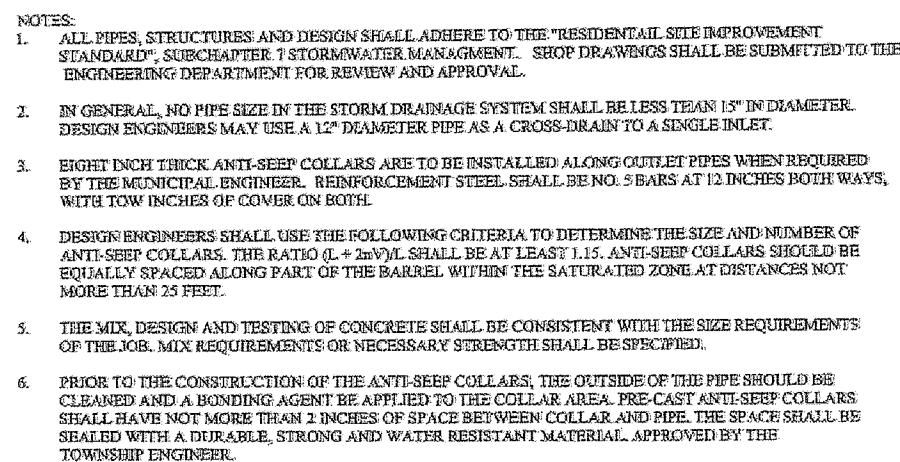 NOTES:
1. ALL PIPES, STRUCTURES AND DESIGN SHALL ADHERE TO THE "RESIDENTAIL SITE IMPROVEMENT
STANDARD", SUBCHAPTER 7 STORMWATER MANAGMENT. SHOP DRAWINGS SHALL BE SUBMITTED TO THE
ENGINEERING DEPARTMENT FOR REVIEW AND APPROVAL.
2. IN GENERAL, NO PIPE SIZE IN THE STORM DRAINAGE SYSTEM SHALL BE LESS THAN 15" IN DIAMETER.
DESIGN ENGINEERS MAY USE A 12" DIAMETER PIPE AS A CROSS-DRAIN TO A SINGLE INLET.
3. EIGHT INCH THICK ANTI-SEEP COLLARS ARE TO BE INSTALLED ALONG OUTLET PIPES WHEN REQUIRED
BY THE MUNICIPAL ENGINEER. REINFORCEMENT STEEL SHALL BE NO. 5 BARS AT 12 INCHES BOTH WAYS,
WITH TOW INCHES OF COVER ON BOTH.
4. DESIGN ENGINEERS SHALL USE THE FOLLOWING CRITERIA TO DETERMINE THE SIZE AND NUMBER OF
ANTI-SEEP COLLARS. THE RATIO (L + 2mV)/L SHALL BE AT LEAST 1.15. ANTI-SEEP COLLARS SHOULD BE
EQUALLY SPACED ALONG PART OF THE BARREL WITHIN THE SATURATED ZONE AT DISTANCES NOT
MORE THAN 25 FEET.
5. THE MIX, DESIGN AND TESTING OF CONCRETE SHALL BE CONSISTENT WITH THE SIZE REQUIREMENTS
OF THE JOB. MIX REQUIREMENTS OR NECESSARY STRENGTH SHALL BE SPECIFIED.
6. PRIOR TO THE CONSTRUCTION OF THE ANTI-SEEP COLLARS, THE OUTSIDE OF THE PIPE SHOULD BE
CLEANED AND A BONDING AGENT BE APPLIED TO THE COLLAR AREA. PRE-CAST ANTI-SEEP COLLARS
SHALL HAVE NOT MORE THAN 2 INCHES OF SPACE BETWEEN COLLAR AND PIPE. THE SPACE SHALL BE
SEALED WITH A DURABLE, STRONG AND WATER RESISTANT MATERIAL APPROVED BY THE
TOWNSHIP ENGINEER.